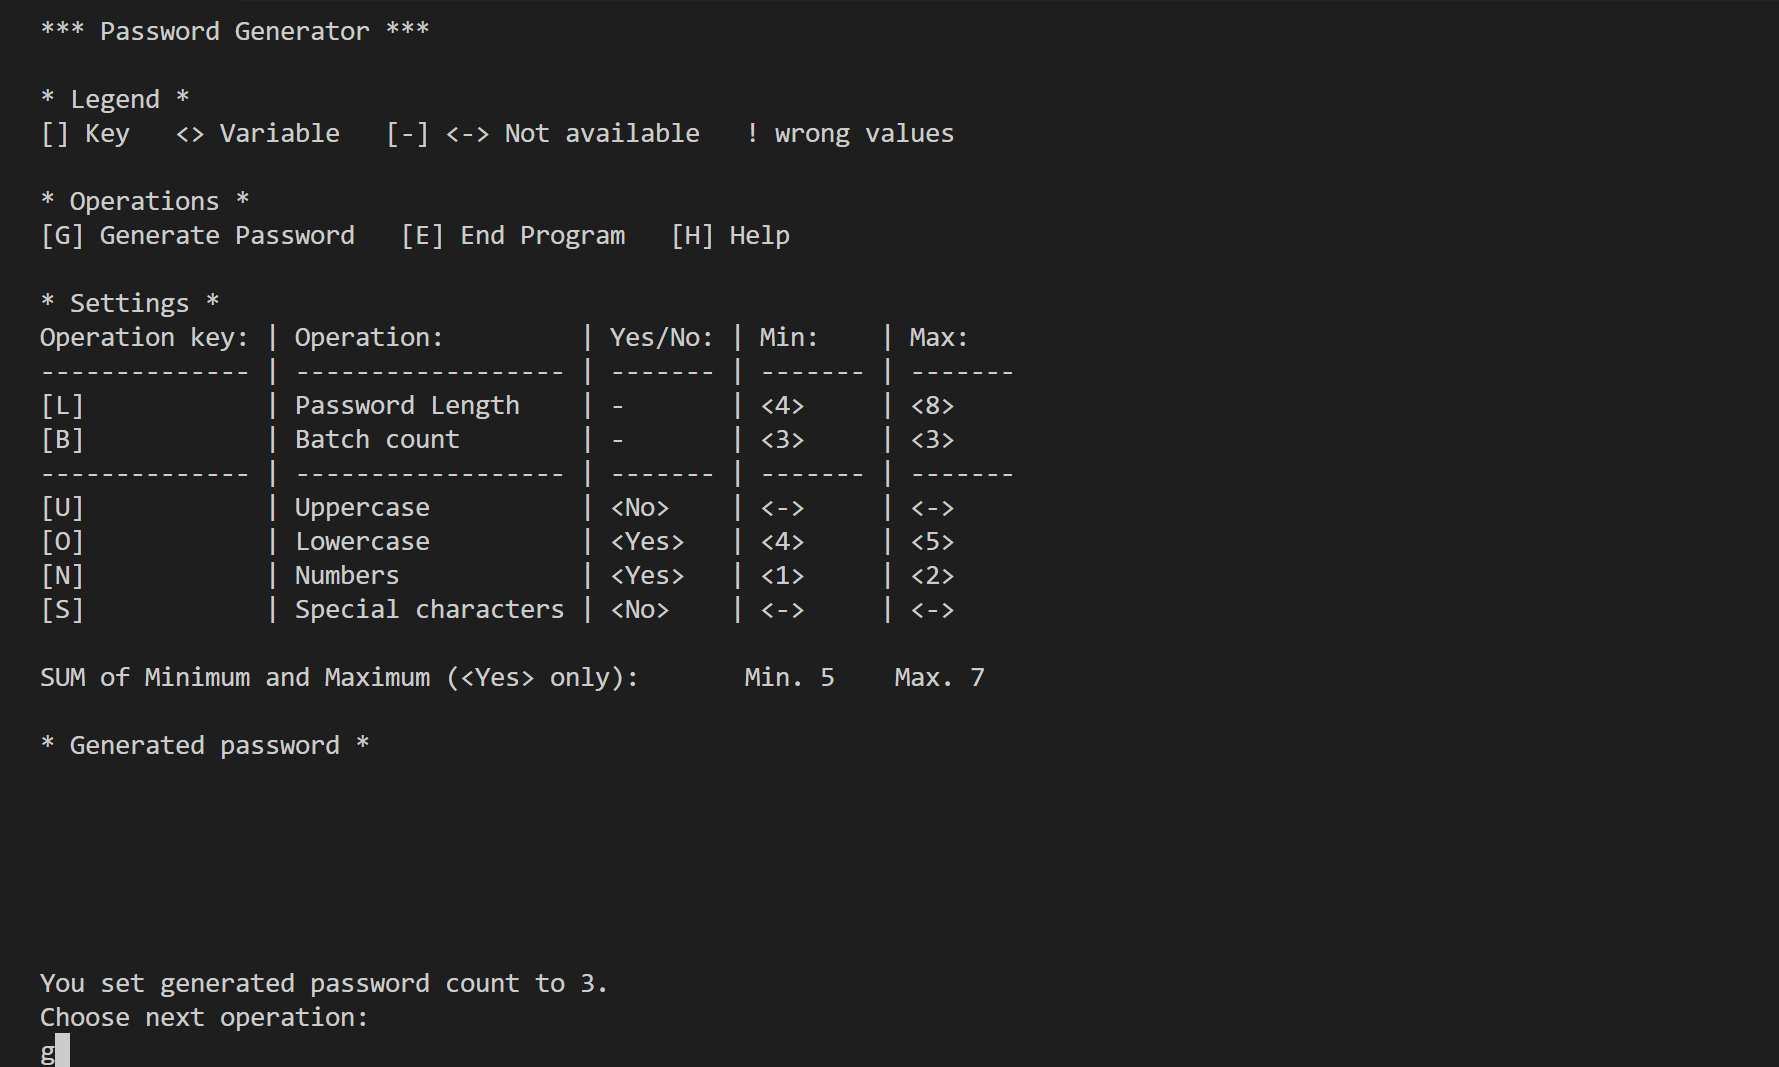 *** Password Generator ***
* Legend *
[] Key   <> Variable   [-] <-> Not available   ! wrong values
* Operations *
[G] Generate Password   [E] End Program   [H] Help
* Settings *
Operation key: | Operation:         | Yes/No: | Min:    | Max:
-------------- | ------------------ | ------- | ------- | -------
[L]            | Password Length    | -       | <4>     | <8>
[B]            | Batch count        | -       | <3>     | <3>
-------------- | ------------------ | ------- | ------- | -------
[U]            | Uppercase          | <No>    | <->     | <->
[O]            | Lowercase          | <Yes>   | <4>     | <5>
[N]            | Numbers            | <Yes>   | <1>     | <2>
[S]            | Special characters | <No>    | <->     | <->
SUM of Minimum and Maximum (<Yes> only):       Min. 5    Max. 7
* Generated password *
You set generated password count to 3.
Choose next operation:
g